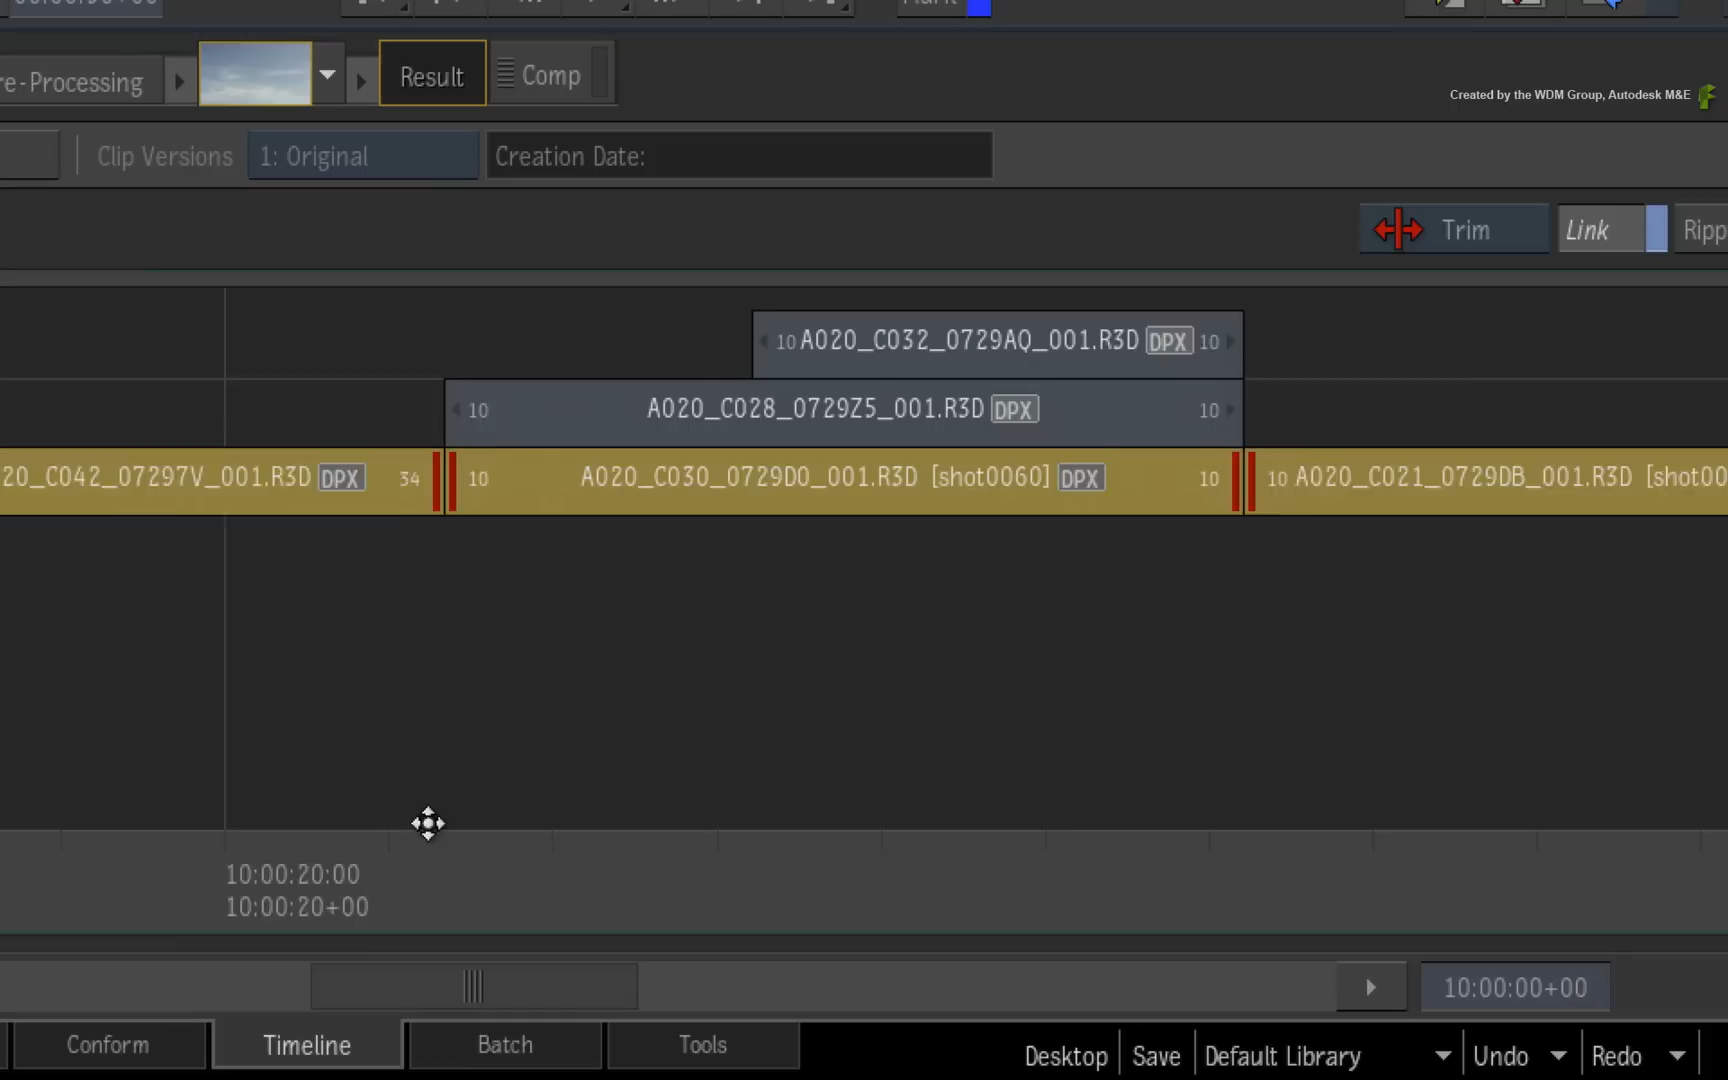 re-Processing
Result
Comp
Created by the WDM Group, Autodesk M&E
Clip Versions
1: Original
Creation Date:
Trim
Link
Ripp
10 A020_C032_0729AQ_001.R3D DPX 10
10 A020_C028_0729Z5_001.R3D DPX 10
20_C042_07297V_001.R3D DPX 34
10 A020_C030_0729D0_001.R3D [shot0060] DPX 10
10 A020_C021_0729DB_001.R3D [shot00
10:00:20:00
10:00:20+00
10:00:00+00
Conform
Timeline
Batch
Tools
Desktop
Save
Default Library
Undo
Redo